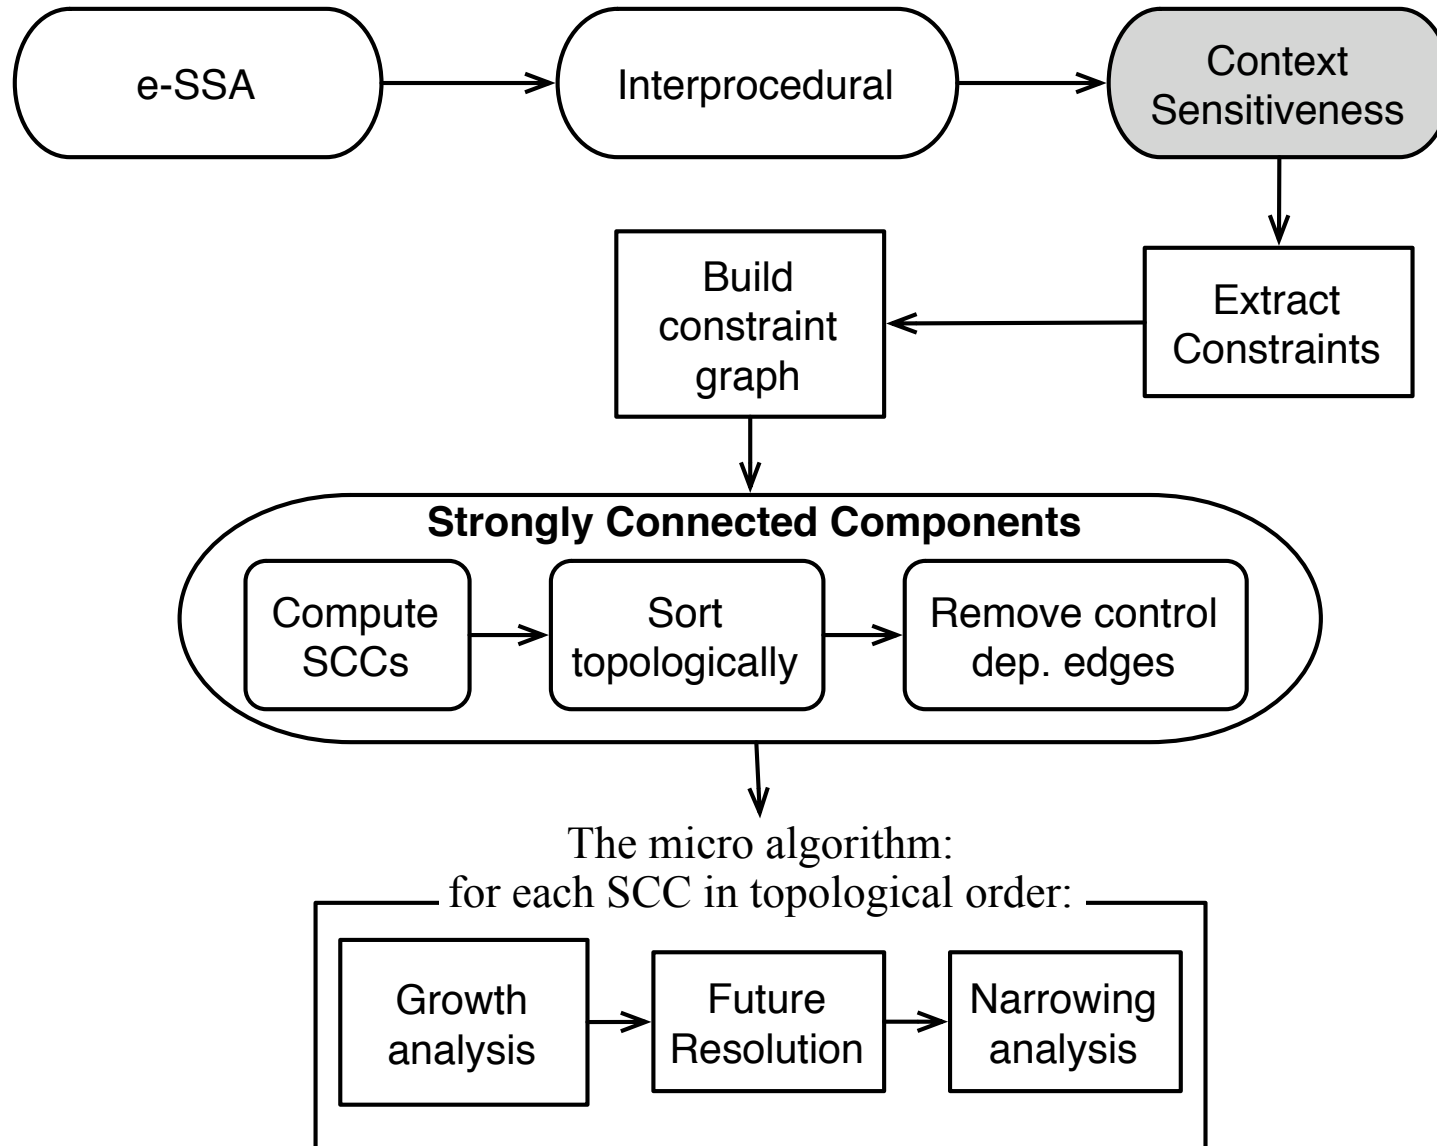 e-SSA
Interprocedural
Context
Sensitiveness
Extract
Constraints
Build
constraint
graph
Strongly Connected Components
Compute
SCCs
Sort
topologically
Remove control
dep. edges
The micro algorithm:
for each SCC in topological order:
Growth
analysis
Future
Resolution
Narrowing
analysis